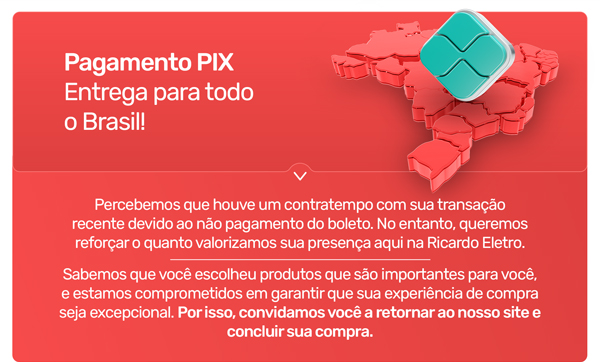 Pagamento PIX
Entrega para todo
o Brasil!
Percebemos que houve um contratempo com sua transação
recente devido ao não pagamento do boleto. No entanto, queremos
reforçar o quanto valorizamos sua presença aqui na Ricardo Eletro.
Sabemos que você escolheu produtos que são importantes para você,
e estamos comprometidos em garantir que sua experiência de compra
seja excepcional. Por isso, convidamos você a retornar ao nosso site e
concluir sua compra.